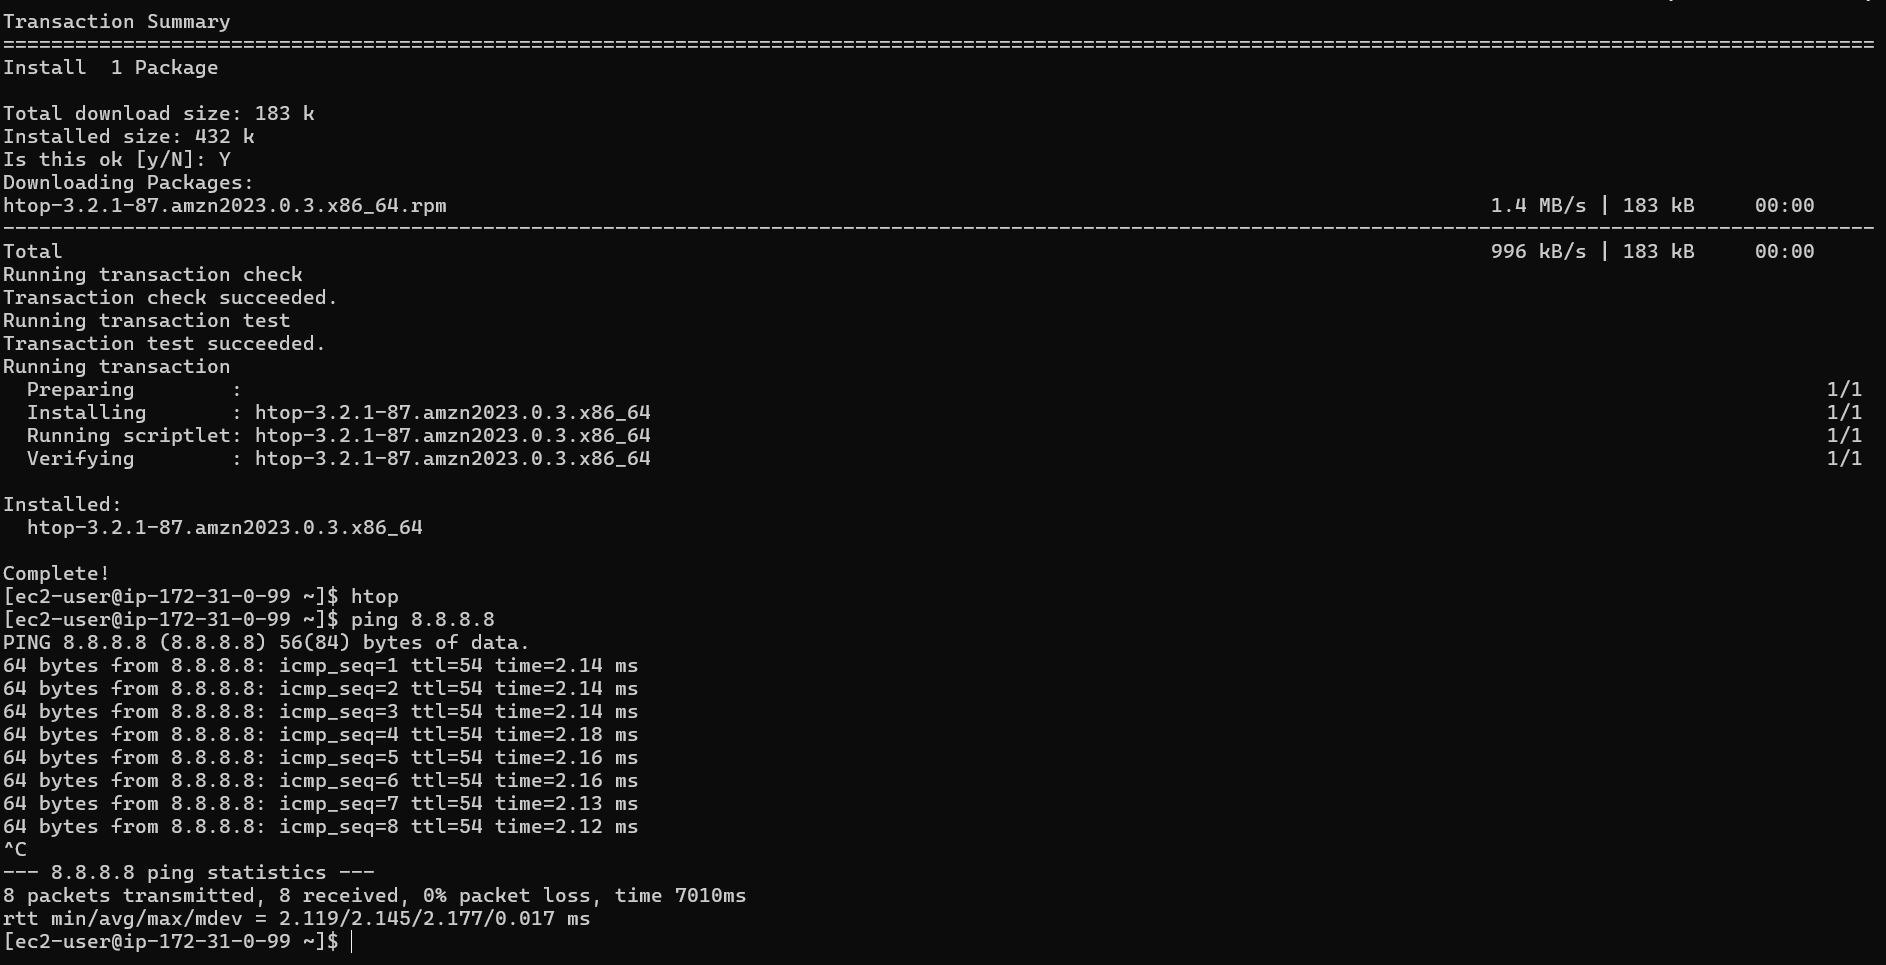 Transaction Summary
================================================================================================================================================================
Install  1 Package
Total download size: 183 k
Installed size: 432 k
Is this ok [y/N]: Y
Downloading Packages:
htop-3.2.1-87.amzn2023.0.3.x86_64.rpm 1.4 MB/s | 183 kB 00:00
----------------------------------------------------------------------------------------------------------------------------------------------------------------
Total 996 kB/s | 183 kB 00:00
Running transaction check
Transaction check succeeded.
Running transaction test
Transaction test succeeded.
Running transaction
  Preparing        : 1/1
  Installing       : htop-3.2.1-87.amzn2023.0.3.x86_64 1/1
  Running scriptlet: htop-3.2.1-87.amzn2023.0.3.x86_64 1/1
  Verifying        : htop-3.2.1-87.amzn2023.0.3.x86_64 1/1
Installed:
  htop-3.2.1-87.amzn2023.0.3.x86_64
Complete!
[ec2-user@ip-172-31-0-99 ~]$ htop
[ec2-user@ip-172-31-0-99 ~]$ ping 8.8.8.8
PING 8.8.8.8 (8.8.8.8) 56(84) bytes of data.
64 bytes from 8.8.8.8: icmp_seq=1 ttl=54 time=2.14 ms
64 bytes from 8.8.8.8: icmp_seq=2 ttl=54 time=2.14 ms
64 bytes from 8.8.8.8: icmp_seq=3 ttl=54 time=2.14 ms
64 bytes from 8.8.8.8: icmp_seq=4 ttl=54 time=2.18 ms
64 bytes from 8.8.8.8: icmp_seq=5 ttl=54 time=2.16 ms
64 bytes from 8.8.8.8: icmp_seq=6 ttl=54 time=2.16 ms
64 bytes from 8.8.8.8: icmp_seq=7 ttl=54 time=2.13 ms
64 bytes from 8.8.8.8: icmp_seq=8 ttl=54 time=2.12 ms
^C
--- 8.8.8.8 ping statistics ---
8 packets transmitted, 8 received, 0% packet loss, time 7010ms
rtt min/avg/max/mdev = 2.119/2.145/2.177/0.017 ms
[ec2-user@ip-172-31-0-99 ~]$